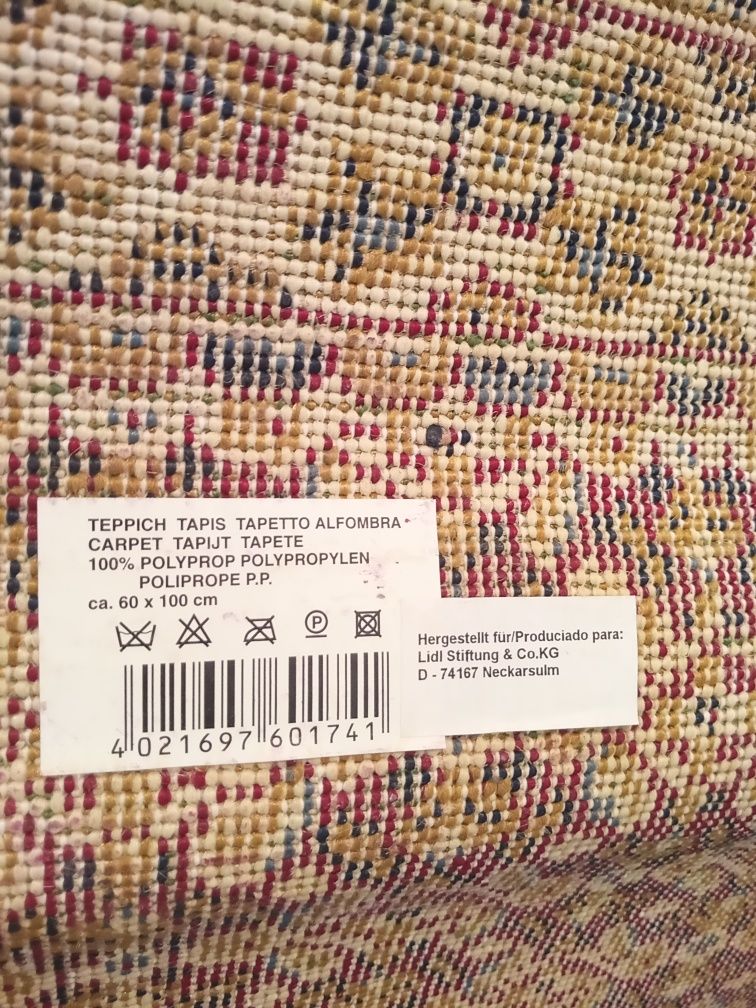 TEPPICH TAPIS TAPETTO ALFOMBRA
CARPET TAPIJT TAPETE
100% POLYPROP POLYPROPYLEN
POLIPROPE P.P.
ca. 60 x 100 cm
P
4 021697 601741
Hergestellt für/Produciado para:
Lidl Stiftung & Co.KG
D - 74167 Neckarsulm